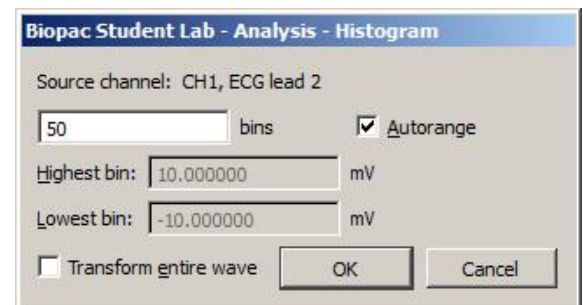 Biopac Student Lab - Analysis - Histogram
Source channel: CH1, ECG lead 2
50 bins Autorange
Highest bin: 10.000000 mV
Lowest bin: -10.000000 mV
Transform entire wave OK Cancel